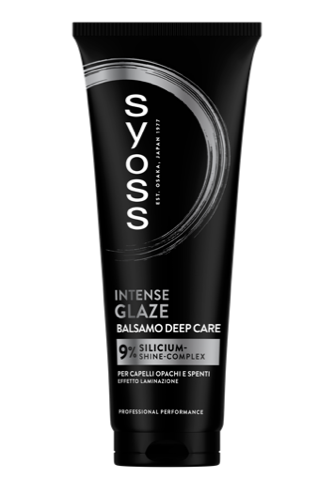 syoss
EST. OSAKA, JAPAN 1977
INTENSE
GLAZE
BALSAMO DEEP CARE
9% SILICIUM-
SHINE-COMPLEX
PER CAPELLI OPACHI E SPENTI
EFFETTO LAMINAZIONE
PROFESSIONAL PERFORMANCE